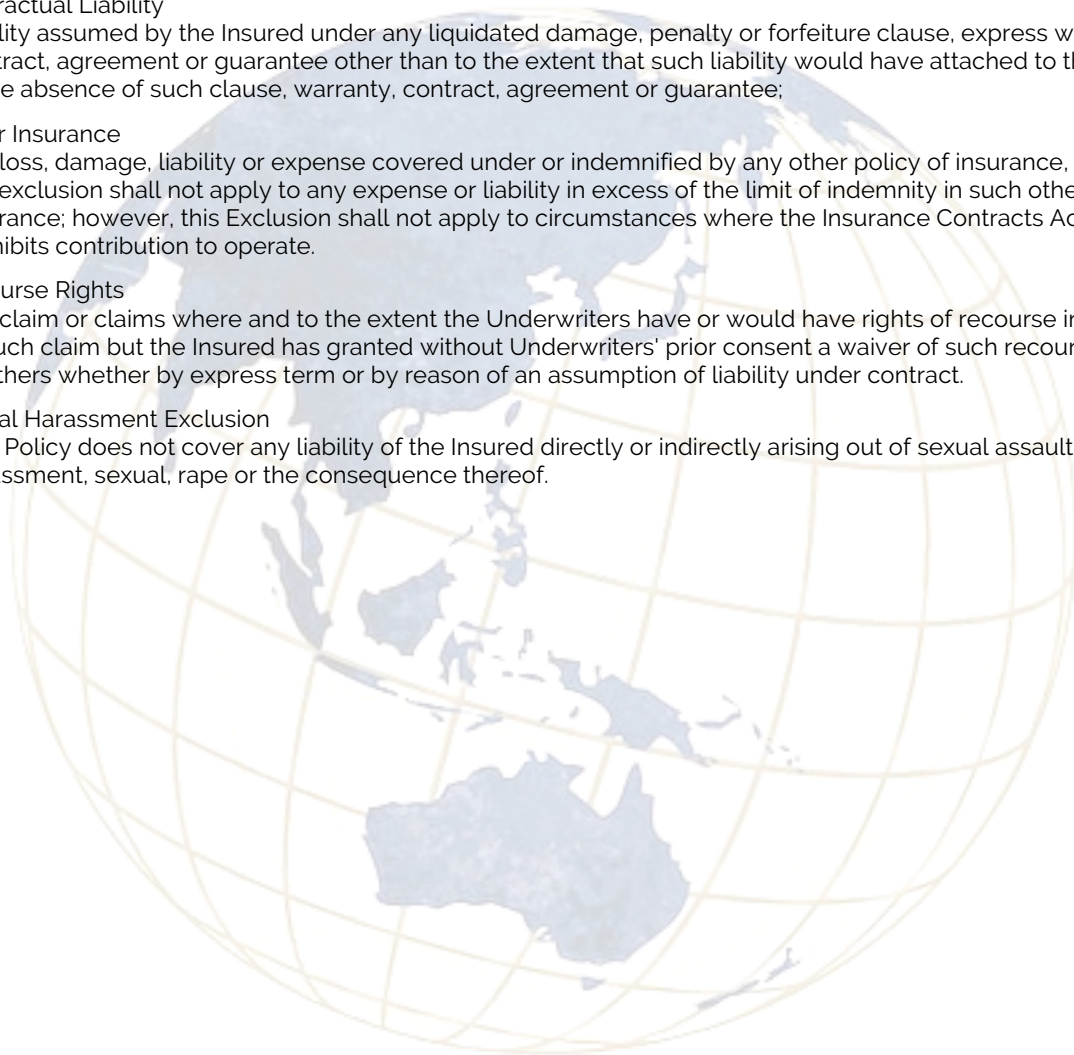 ractual Liability
lity assumed by the Insured under any liquidated damage, penalty or forfeiture clause, express w
tract, agreement or guarantee other than to the extent that such liability would have attached to th
e absence of such clause, warranty, contract, agreement or guarantee;
r Insurance
loss, damage, liability or expense covered under or indemnified by any other policy of insurance,
exclusion shall not apply to any expense or liability in excess of the limit of indemnity in such othe
rance; however, this Exclusion shall not apply to circumstances where the Insurance Contracts Ac
nibits contribution to operate.
urse Rights
claim or claims where and to the extent the Underwriters have or would have rights of recourse in
uch claim but the Insured has granted without Underwriters' prior consent a waiver of such recour
thers whether by express term or by reason of an assumption of liability under contract.
al Harassment Exclusion
Policy does not cover any liability of the Insured directly or indirectly arising out of sexual assault
ssment, sexual, rape or the consequence thereof.